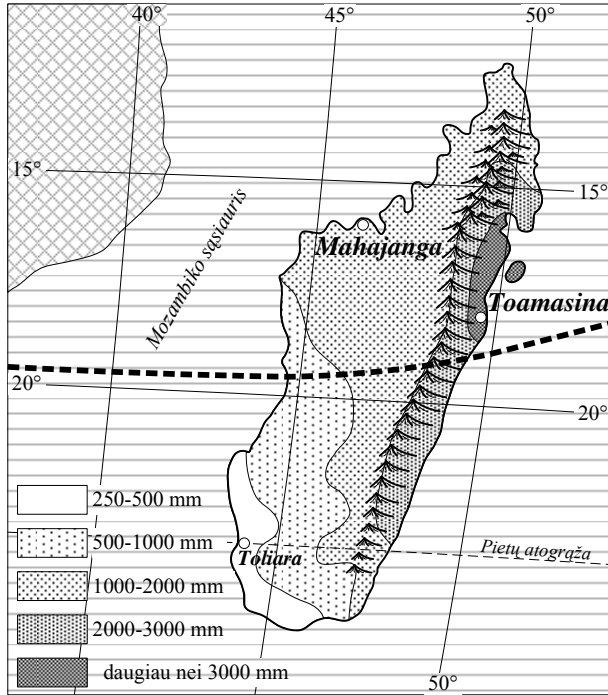 40°
45°
50°
15°
15°
Mozambiko sąsiauris
Mahajanga
Toamasina
20°
20°
250-500 mm
500-1000 mm
Toliara
Pietų atogrąža
1000-2000 mm
2000-3000 mm
daugiau nei 3000 mm
50°